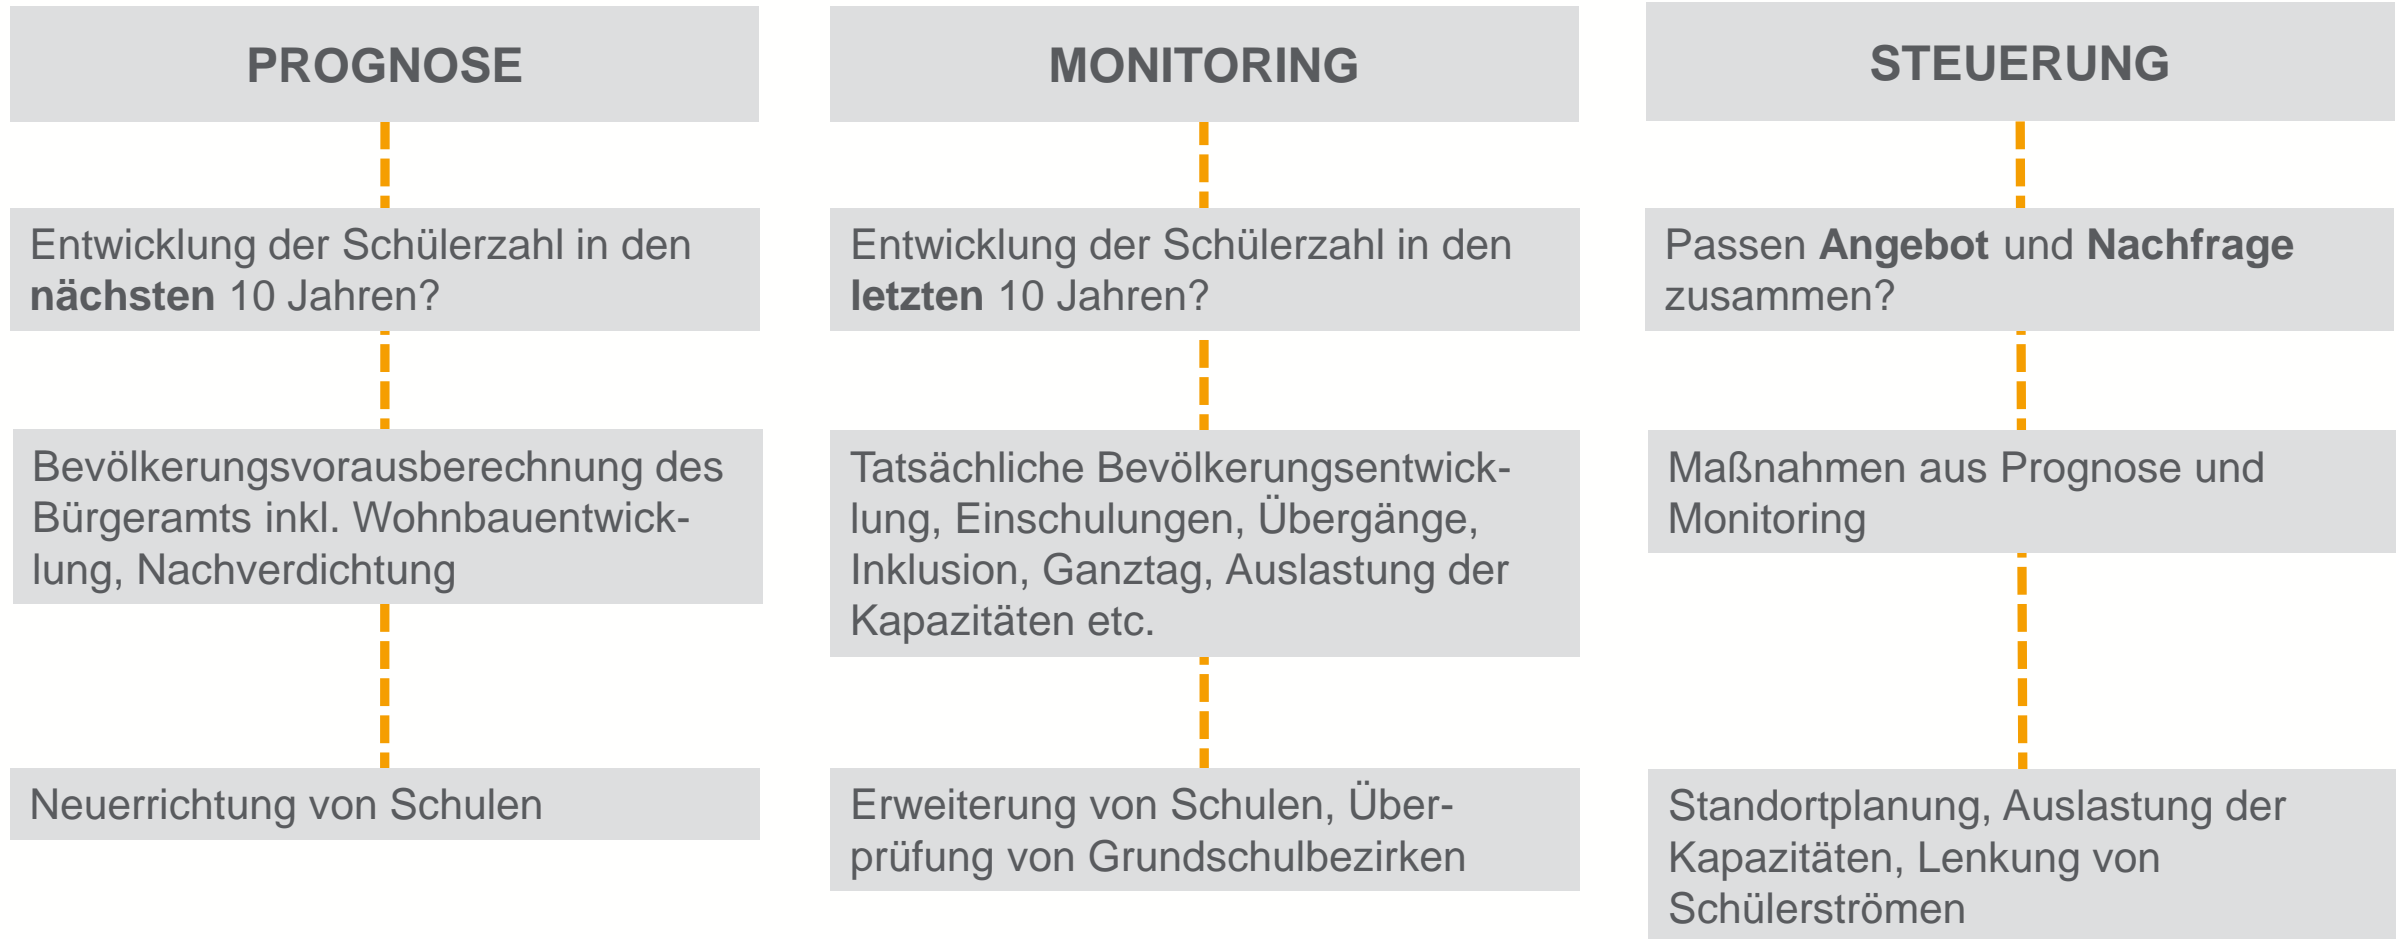 PROGNOSE
Entwicklung der Schülerzahl in den
nächsten 10 Jahren?
Bevölkerungsvorausberechnung des
Bürgeramts inkl. Wohnbauentwick-
lung, Nachverdichtung
Neuerrichtung von Schulen
MONITORING
Entwicklung der Schülerzahl in den
letzten 10 Jahren?
Tatsächliche Bevölkerungsentwick-
lung, Einschulungen, Übergänge,
Inklusion, Ganztag, Auslastung der
Kapazitäten etc.
Erweiterung von Schulen, Über-
prüfung von Grundschulbezirken
STEUERUNG
Passen Angebot und Nachfrage
zusammen?
Maßnahmen aus Prognose und
Monitoring
Standortplanung, Auslastung der
Kapazitäten, Lenkung von
Schülerströmen